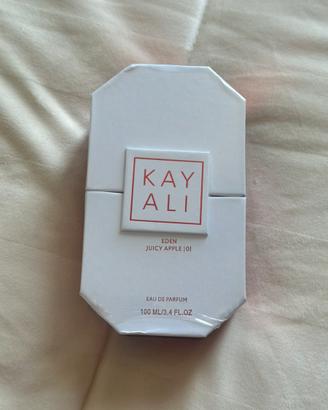 KAY
ALI
EDEN
JUICY APPLE |01
EAU DE PARFUM
100 ML/3.4 FL.OZ